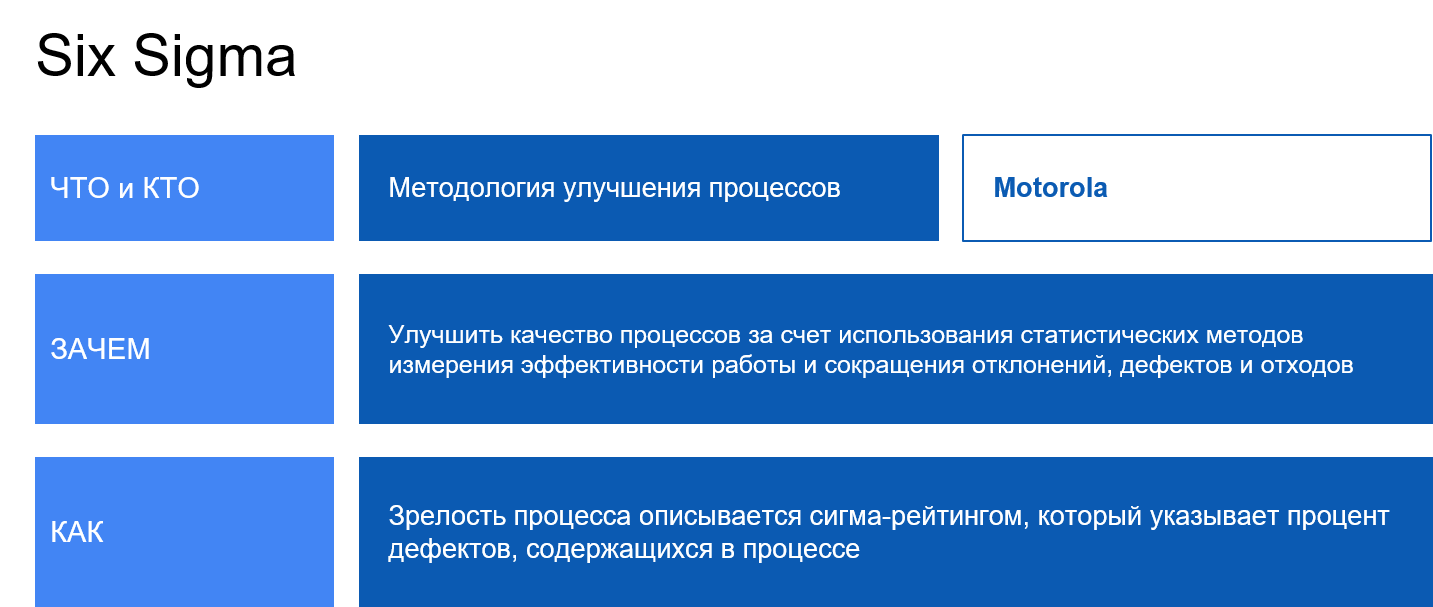 Six Sigma
ЧТО и КТО
Методология улучшения процессов
Motorola
ЗАЧЕМ
Улучшить качество процессов за счет использования статистических методов
измерения эффективности работы и сокращения отклонений, дефектов и отходов
КАК
Зрелость процесса описывается сигма-рейтингом, который указывает процент
дефектов, содержащихся в процессе